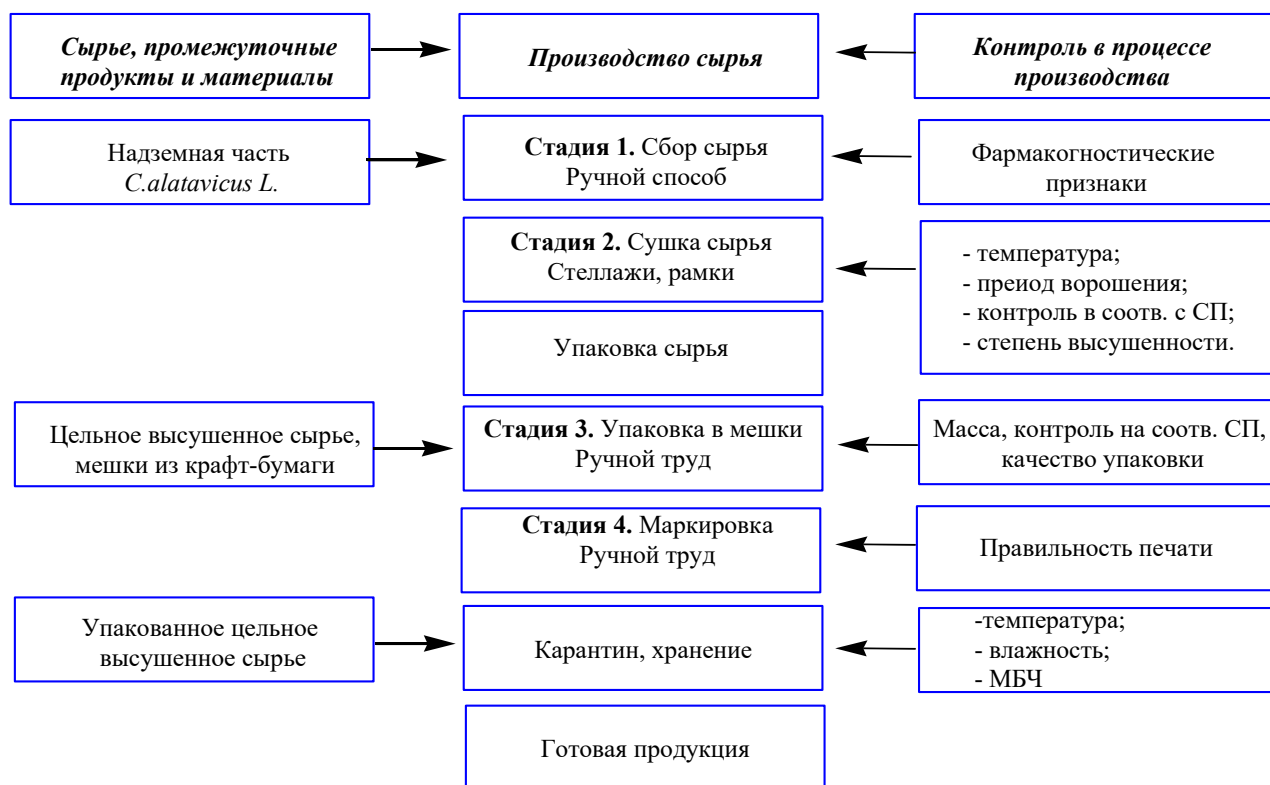 Сырье, промежуточные
продукты и материалы
Производство сырья
Контроль в процессе
производства
Надземная часть
C.alatavicus L.
Стадия 1. Сбор сырья
Ручной способ
Фармакогностические
признаки
Стадия 2. Сушка сырья
Стеллажи, рамки
- температура;
- преиод ворошения;
- контроль в соотв. с СП;
- степень высушенности.
Упаковка сырья
Цельное высушенное сырье,
мешки из крафт-бумаги
Стадия 3. Упаковка в мешки
Ручной труд
Масса, контроль на соотв. СП,
качество упаковки
Стадия 4. Маркировка
Ручной труд
Правильность печати
Упакованное цельное
высушенное сырье
Карантин, хранение
-температура;
- влажность;
- МБЧ
Готовая продукция